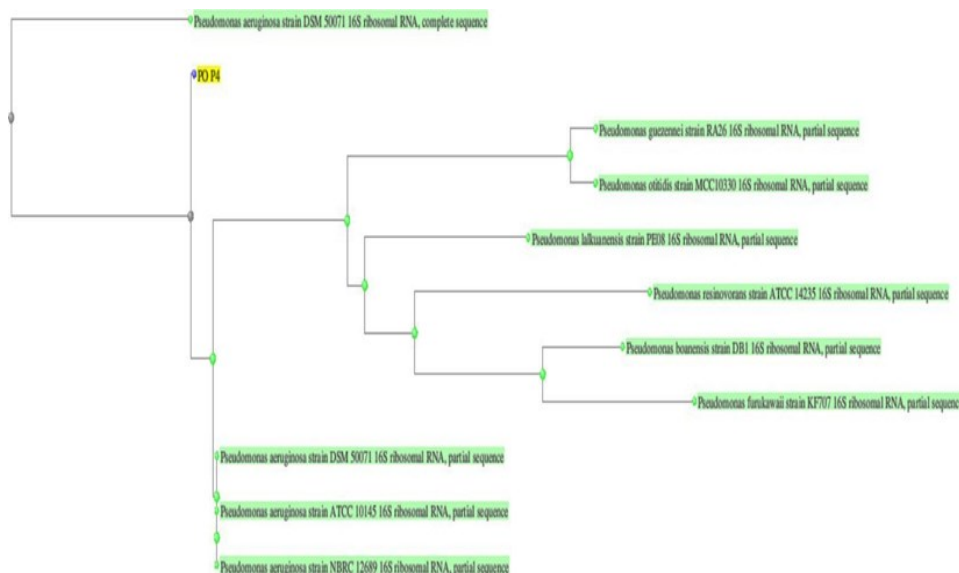 Pseudomonas aeruginosa strain DSM 50071 16S ribosomal RNA, complete sequence
PO P4
Pseudomonas guezennei strain RA26 16S ribosomal RNA, partial sequence
Pseudomonas otitidis strain MCC10330 16S ribosomal RNA, partial sequence
Pseudomonas lalkuanensis strain PE08 16S ribosomal RNA, partial sequence
Pseudomonas resinovorans strain ATCC 14235 16S ribosomal RNA, partial sequence
Pseudomonas boanensis strain DB1 16S ribosomal RNA, partial sequence
Pseudomonas furukawaii strain KF707 16S ribosomal RNA, partial sequenc
Pseudomonas aeruginosa strain DSM 50071 16S ribosomal RNA, partial sequence
Pseudomonas aeruginosa strain ATCC 10145 16S ribosomal RNA, partial sequence
Pseudomonas aeruginosa strain NBRC 12689 16S ribosomal RNA, partial sequence